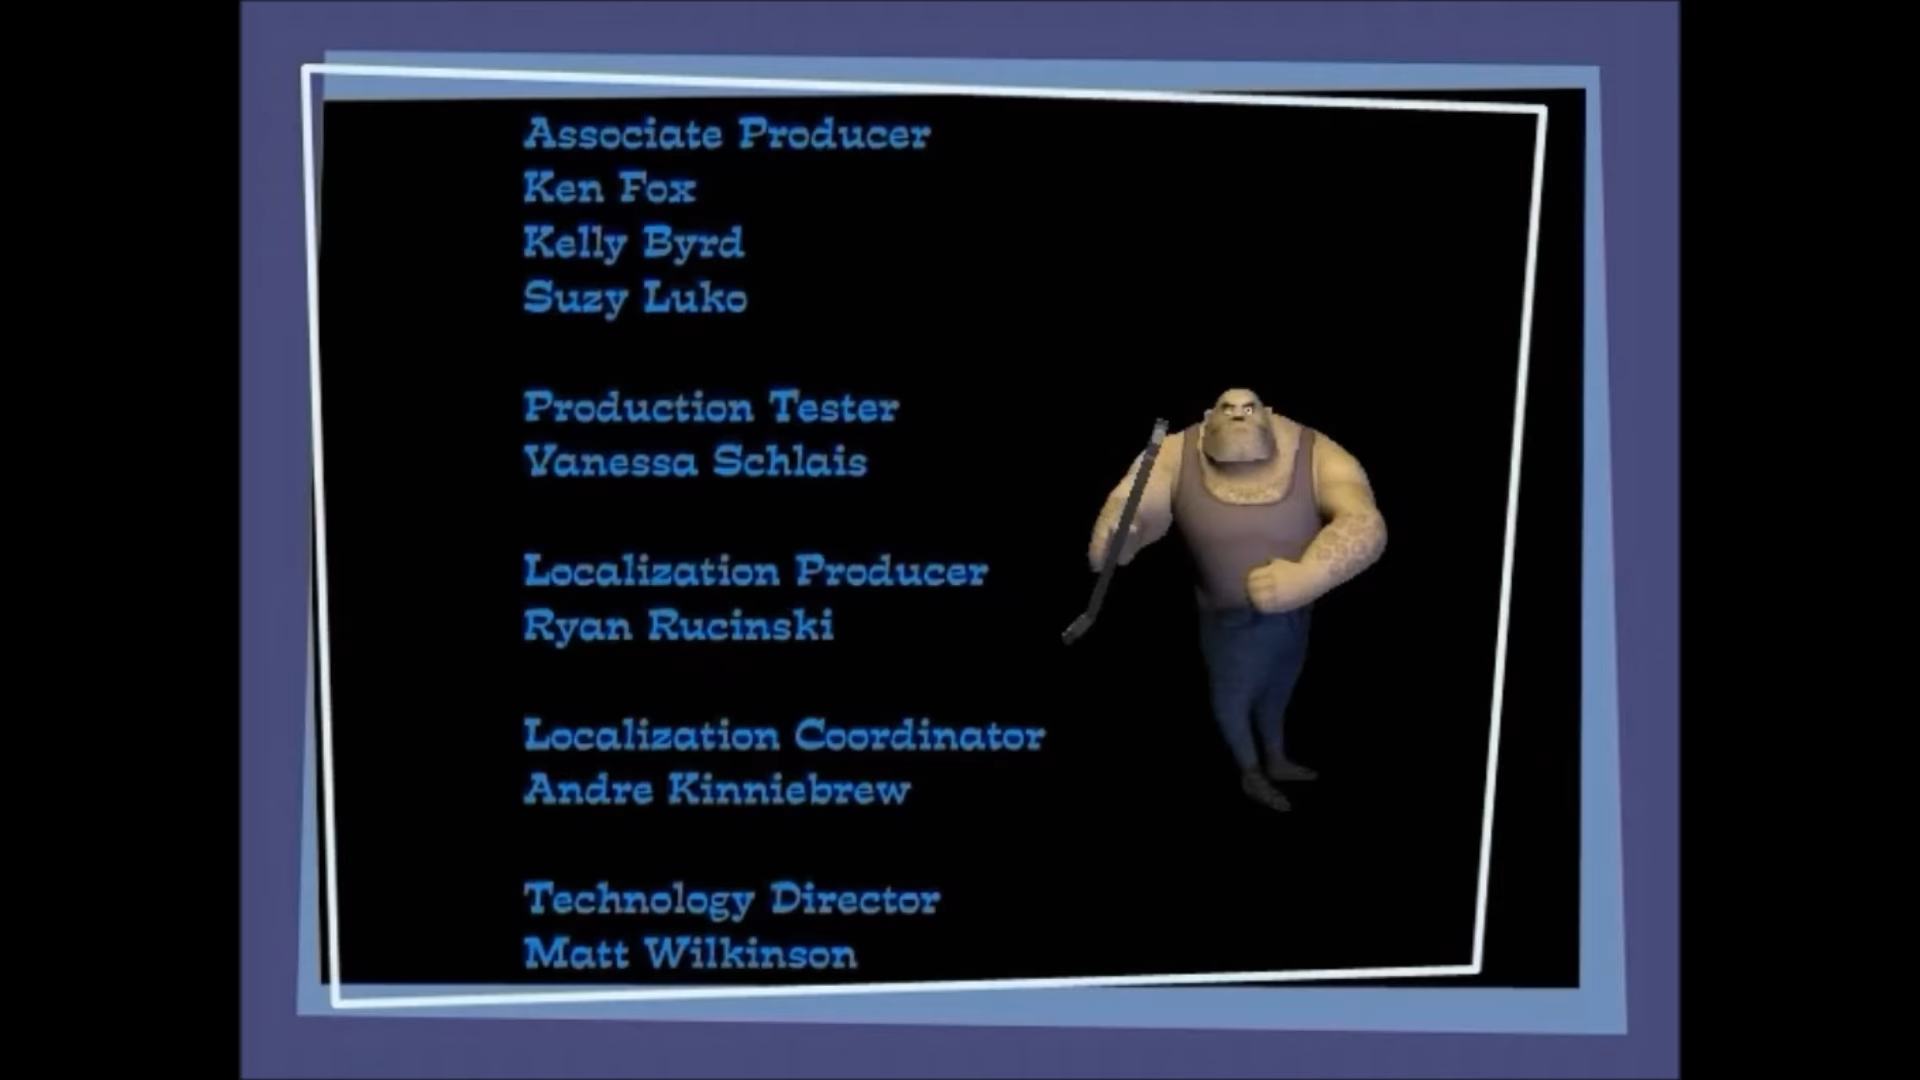 Associate Producer
Ken Fox
Kelly Byrd
Suzy Luko
Production Tester
Vanessa Schlais
Localization Producer
Ryan Rucinski
Localization Coordinator
Andre Kinniebrew
Technology Director
Matt Wilkinson